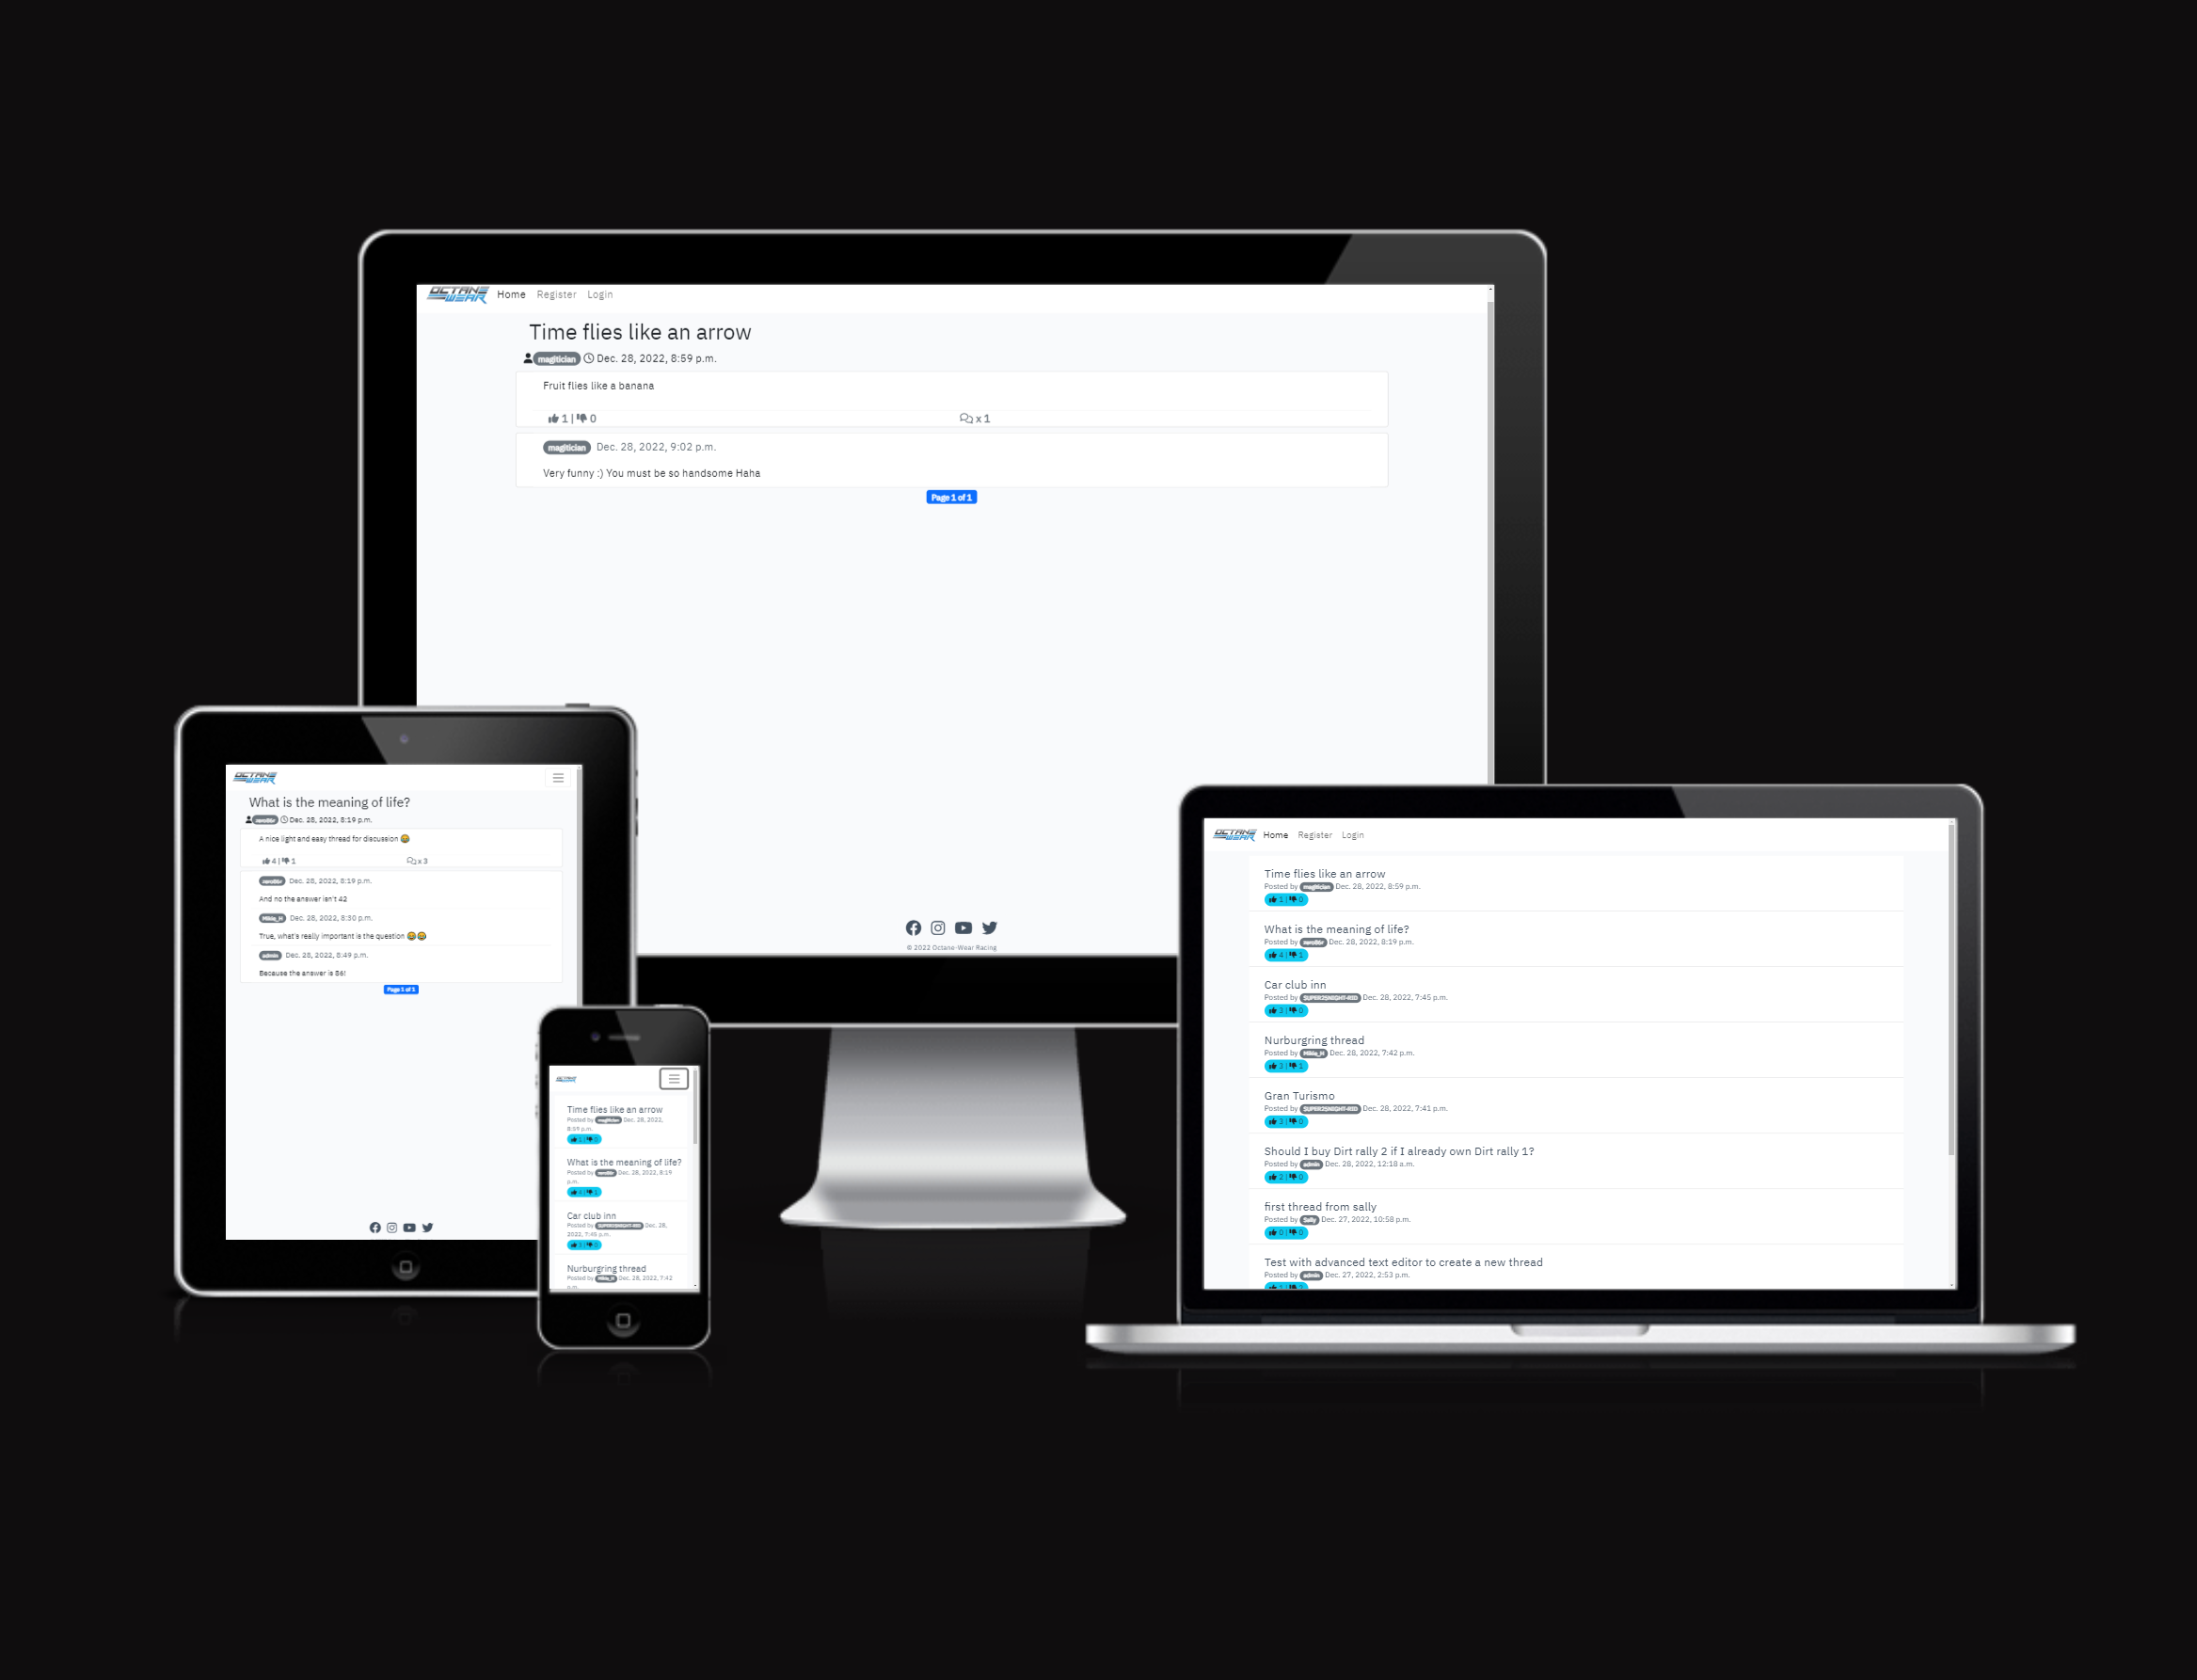 OCTANE WEAR Home Register Login
Time flies like an arrow
magitician Dec. 28, 2022, 8:59 p.m.
Fruit flies like a banana
1 | 0 x 1
magitician Dec. 28, 2022, 9:02 p.m.
Very funny :) You must be so handsome Haha
Page 1 of 1
© 2022 Octane-Wear Racing
OCTANE WEAR
What is the meaning of life?
Dec. 28, 2022, 8:19 p.m.
A nice light and easy thread for discussion 😂
4 | 1 x 3
Dec. 28, 2022, 8:19 p.m.
And no the answer isn't 42
Mikie_H Dec. 28, 2022, 8:30 p.m.
True, what's really important is the question 😂😂
admin Dec. 28, 2022, 8:49 p.m.
Because the answer is 86!
Page 1 of 1
OCTANE WEAR
Time flies like an arrow
Posted by magitician Dec. 28, 2022,
8:59 p.m.
1 | 0
What is the meaning of life?
Posted by Dec. 28, 2022, 8:19
p.m.
4 | 1
Car club inn
Posted by SUPER25NIGHT-RID Dec. 28,
2022, 7:45 p.m.
3 | 0
Nurburgring thread
Posted by Mikie_H Dec. 28, 2022, 7:42
p.m.
OCTANE WEAR Home Register Login
Time flies like an arrow
Posted by magitician Dec. 28, 2022, 8:59 p.m.
1 | 0
What is the meaning of life?
Posted by Dec. 28, 2022, 8:19 p.m.
4 | 1
Car club inn
Posted by SUPER25NIGHT-RID Dec. 28, 2022, 7:45 p.m.
3 | 0
Nurburgring thread
Posted by Mikie_H Dec. 28, 2022, 7:42 p.m.
3 | 1
Gran Turismo
Posted by SUPER25NIGHT-RID Dec. 28, 2022, 7:41 p.m.
3 | 0
Should I buy Dirt rally 2 if I already own Dirt rally 1?
Posted by admin Dec. 28, 2022, 12:18 a.m.
2 | 0
first thread from sally
Posted by Sally Dec. 27, 2022, 10:58 p.m.
0 | 0
Test with advanced text editor to create a new thread
Posted by admin Dec. 27, 2022, 2:53 p.m.